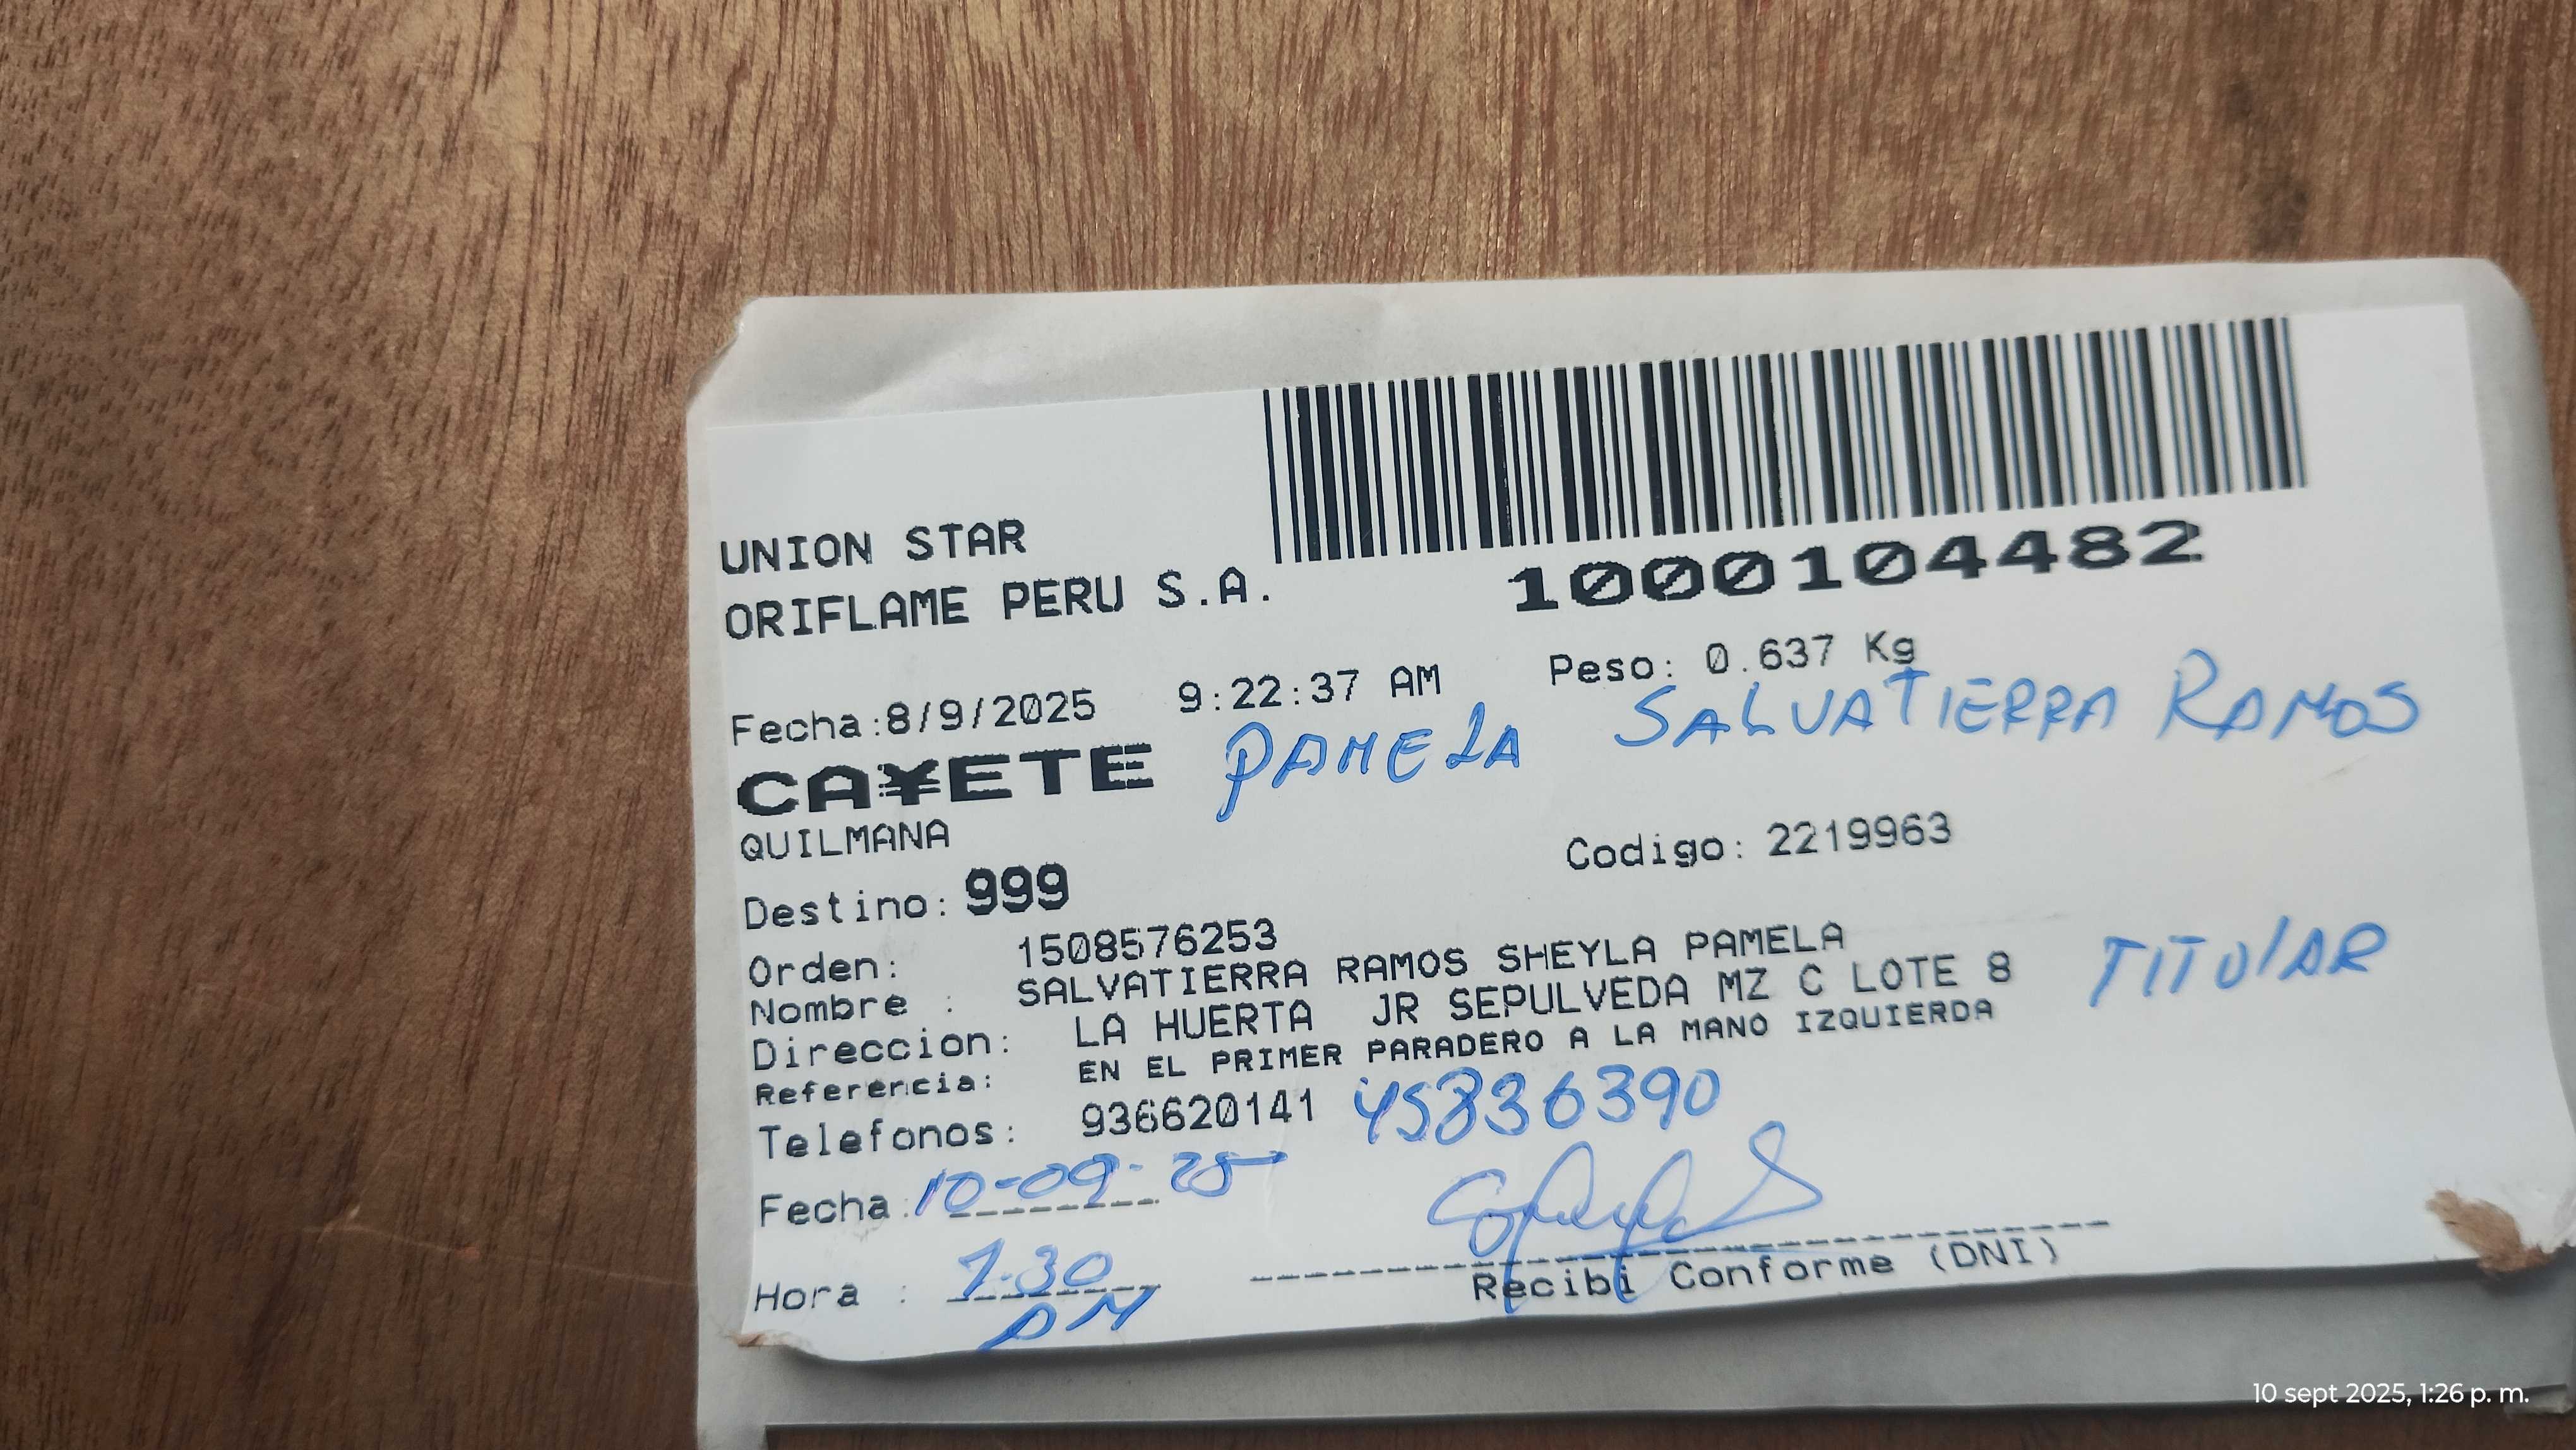 UNION STAR
ORIFLAME PERU S.A.
1000104482
Fecha:8/9/2025 9:22:37 AM Peso: 0.637 Kg
CA¥ETE PAMELA SALVATIERRA RAMOS
QUILMANA
Destino: 999 Codigo: 2219963
Orden: 1508576253
Nombre : SALVATIERRA RAMOS SHEYLA PAMELA
TITULAR
Direccion: LA HUERTA JR SEPULVEDA MZ C LOTE 8
Referencia: EN EL PRIMER PARADERO A LA MANO IZQUIERDA
Telefonos: 936620141 45836390
Fecha: 10-09-25
Hora : 1:30
PM
Recibi Conforme (DNI)
10 sept 2025, 1:26 p. m.